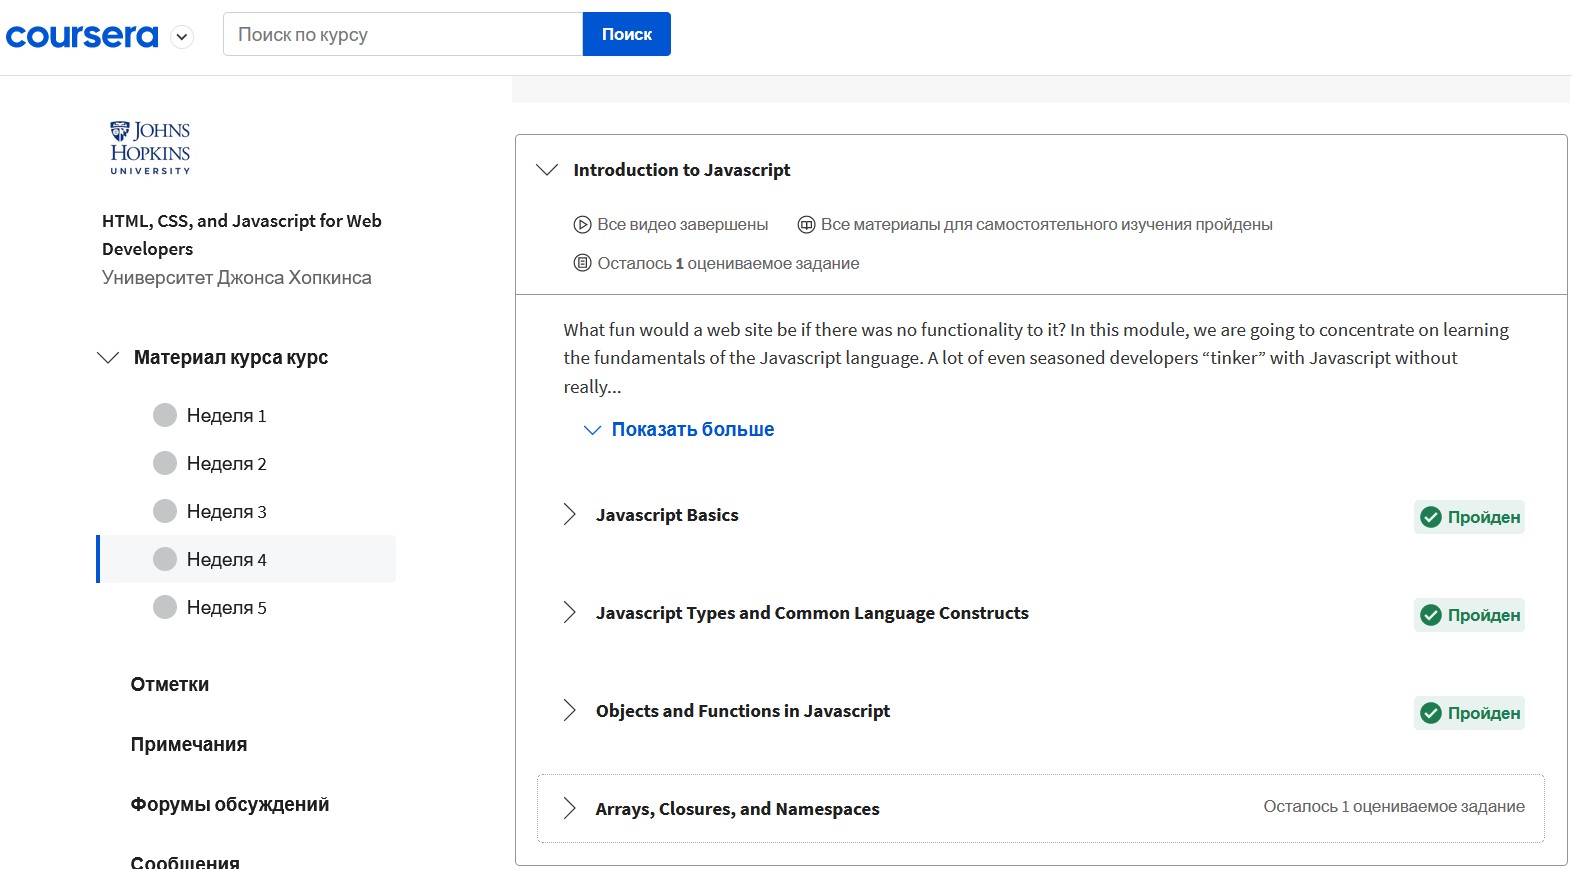 coursera
Поиск по курсу
Поиск
JOHNS
HOPKINS
UNIVERSITY
HTML, CSS, and Javascript for Web
Developers
Университет Джонса Хопкинса
Материал курса курс
Неделя 1
Неделя 2
Неделя 3
Неделя 4
Неделя 5
Отметки
Примечания
Форумы обсуждений
Сообщения
Introduction to Javascript
Все видео завершены Все материалы для самостоятельного изучения пройдены
Осталось 1 оцениваемое задание
What fun would a web site be if there was no functionality to it? In this module, we are going to concentrate on learning
the fundamentals of the Javascript language. A lot of even seasoned developers “tinker” with Javascript without
really...
Показать больше
Javascript Basics Пройден
Javascript Types and Common Language Constructs Пройден
Objects and Functions in Javascript Пройден
Arrays, Closures, and Namespaces Осталось 1 оцениваемое задание